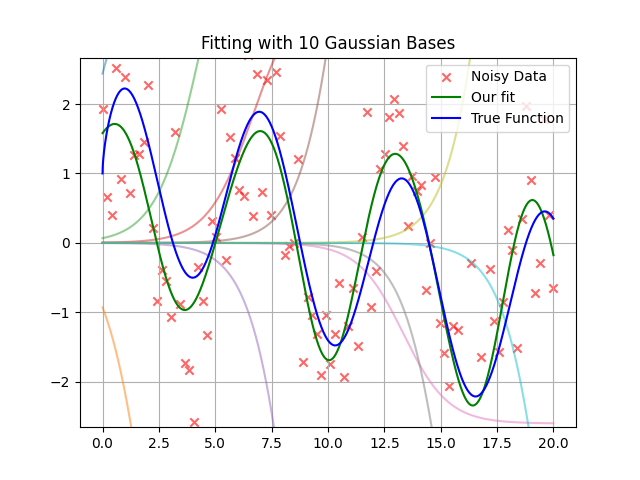 Fitting with 10 Gaussian Bases
Noisy Data
Our fit
True Function
2
1
0
−1
−2
0.0 2.5 5.0 7.5 10.0 12.5 15.0 17.5 20.0